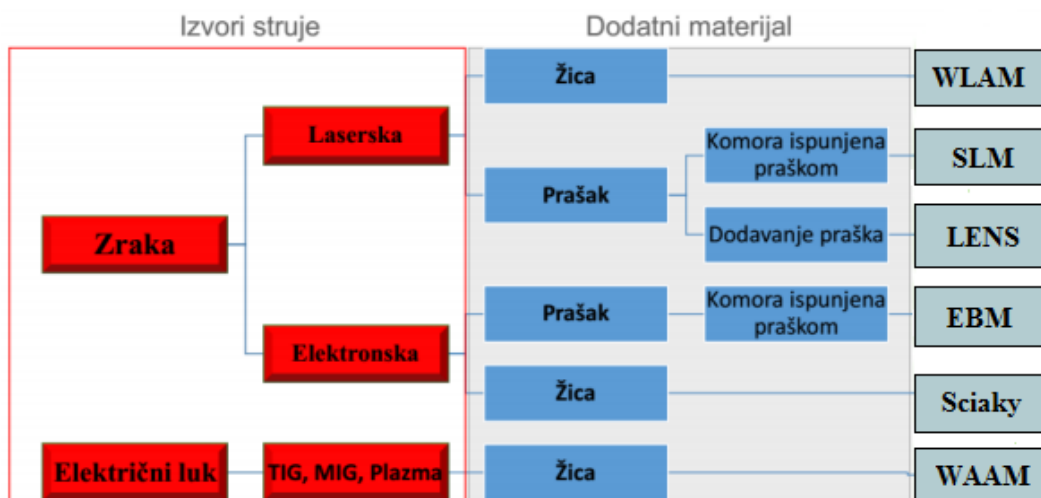 Izvori struje
Dodatni materijal
Žica
WLAM
Laserska
Komora ispunjena
praškom
SLM
Prašak
Zraka
Dodavanje praška
LENS
Prašak
Komora ispunjena
praškom
EBM
Elektronska
Žica
Sciaky
Električni luk
TIG, MIG, Plazma
Žica
WAAM